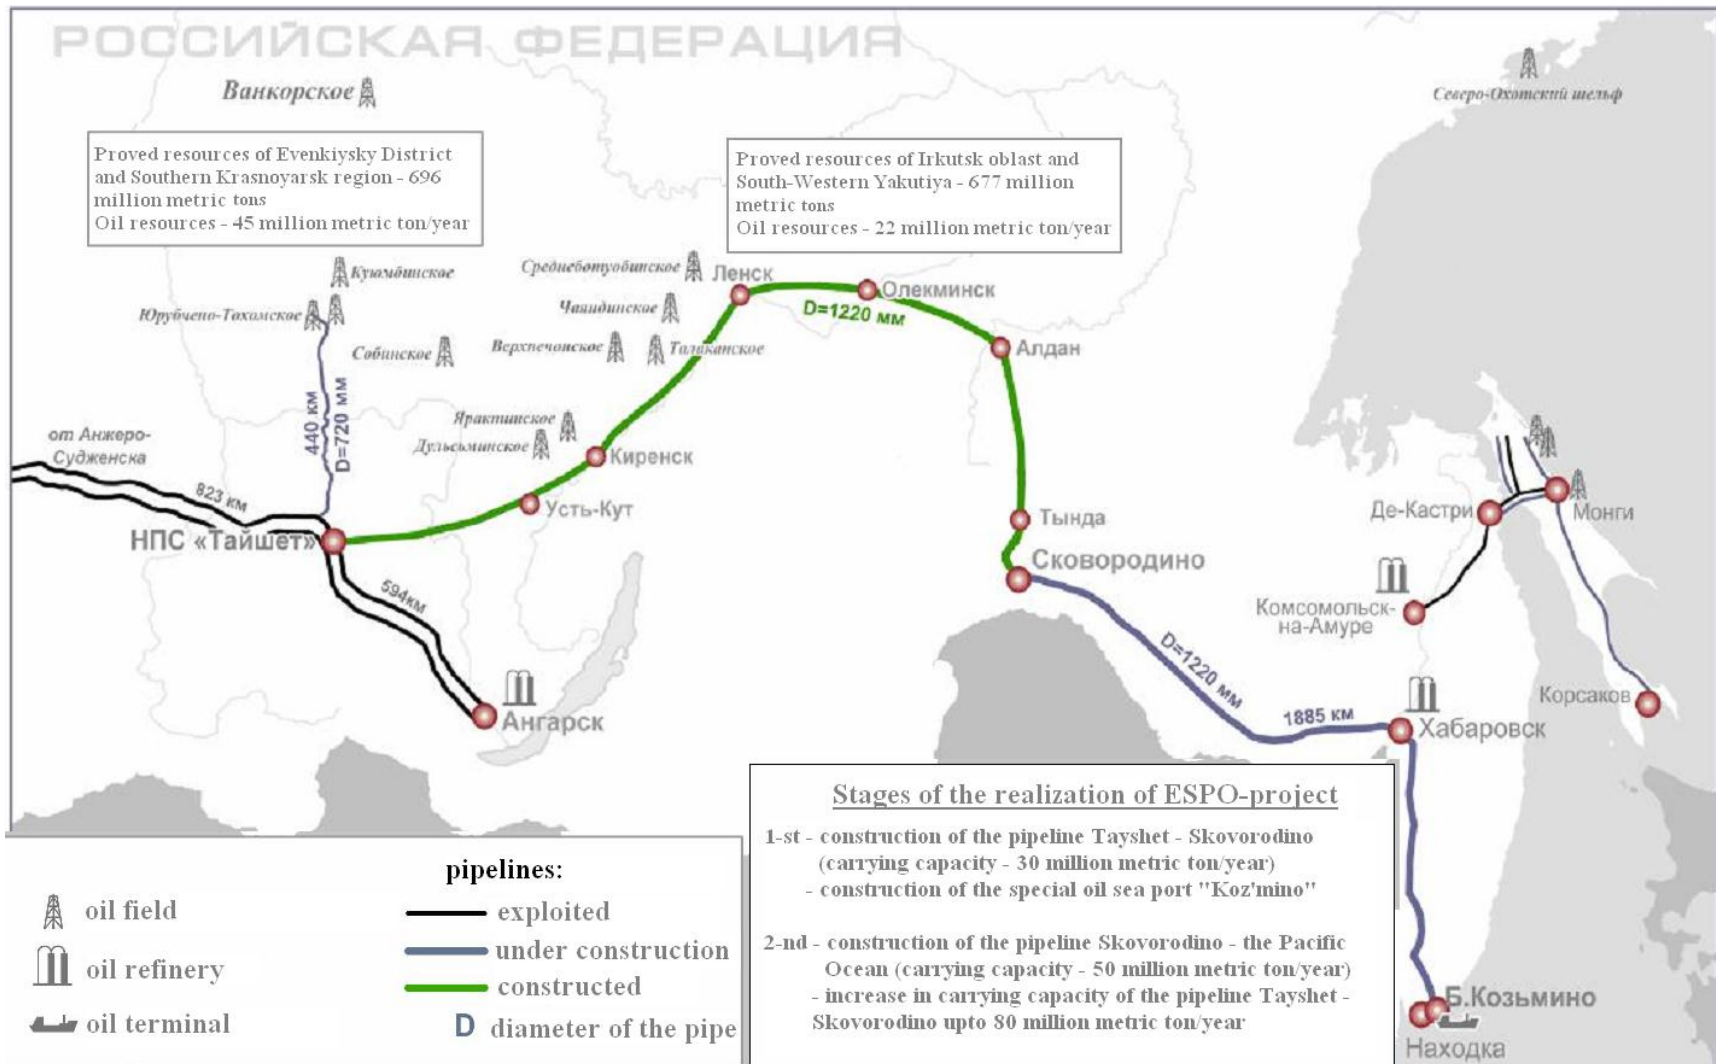 РОССИЙСКАЯ ФЕДЕРАЦИЯ
Ванкорское
Северо-Охотский шельф
Proved resources of Evenkiysky District
and Southern Krasnoyarsk region - 696
million metric tons
Oil resources - 45 million metric ton/year
Proved resources of Irkutsk oblast and
South-Western Yakutiya - 677 million
metric tons
Oil resources - 22 million metric ton/year
Куюмбинское
Юрубчено-Тохомское
Собинское
Среднеботуобинское
Чаяндинское
Верхнечонское
Талаканское
Ярактинское
Дульсьминское
Ленск
Олекминск
D=1220 мм
Алдан
440 км
D=720 мм
от Анжеро-
Судженска
823 км
НПС «Тайшет»
Киренск
Усть-Кут
594км
Ангарск
Тында
Сковородино
D=1220 мм
1885 км
Де-Кастри
Монги
Комсомольск-
на-Амуре
Корсаков
Хабаровск
Б.Козьмино
Находка
Stages of the realization of ESPO-project
1-st - construction of the pipeline Tayshet - Skovorodino
(carrying capacity - 30 million metric ton/year)
- construction of the special oil sea port "Koz'mino"
2-nd - construction of the pipeline Skovorodino - the Pacific
Ocean (carrying capacity - 50 million metric ton/year)
- increase in carrying capacity of the pipeline Tayshet -
Skovorodino upto 80 million metric ton/year
oil field
oil refinery
oil terminal
pipelines:
exploited
under construction
constructed
D diameter of the pipe